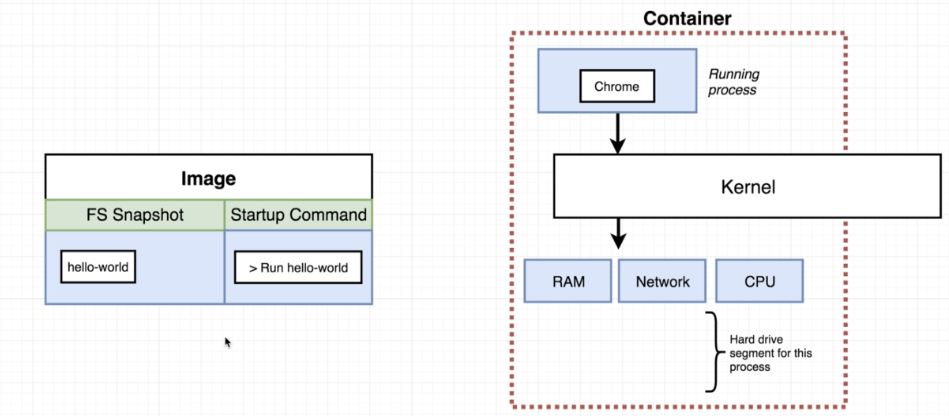 Container
Chrome
Running
process
Image
Kernel
FS Snapshot
Startup Command
hello-world
> Run hello-world
RAM
Network
CPU
Hard drive
segment for this
process